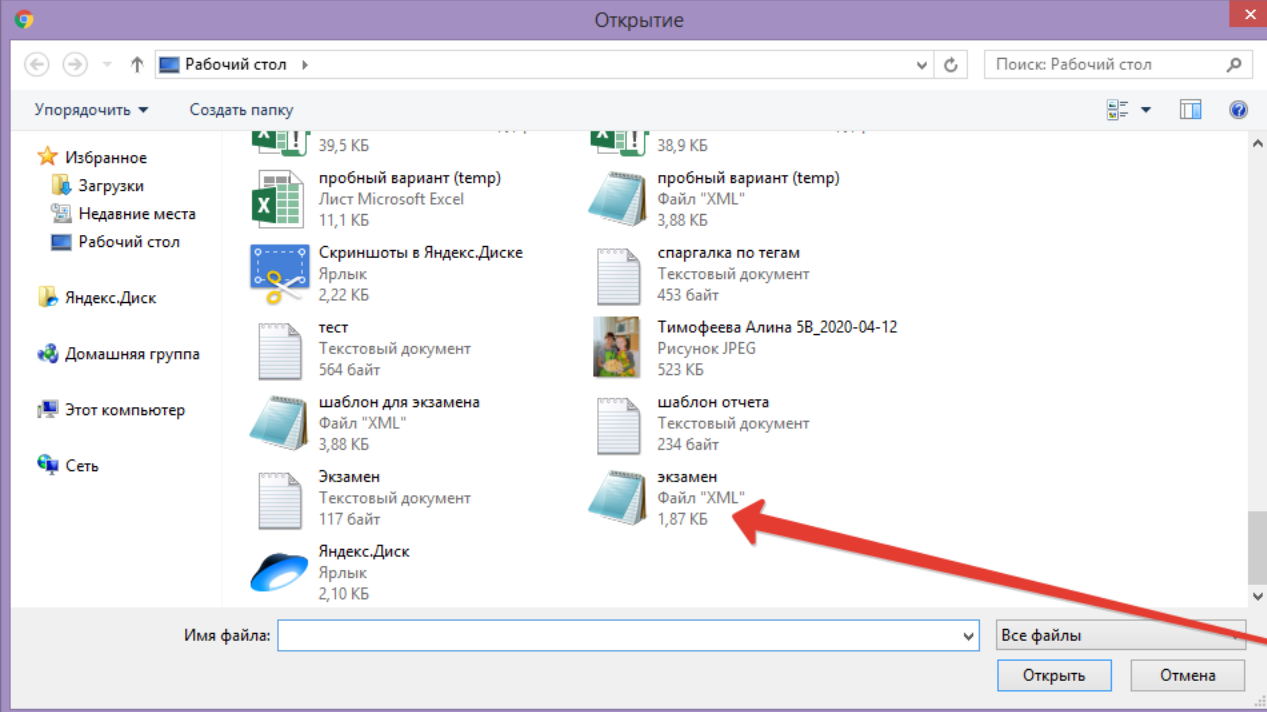 Открытие
Рабочий стол
Поиск: Рабочий стол
Упорядочить
Создать папку
Избранное
Загрузки
Недавние места
Рабочий стол
Яндекс.Диск
Домашняя группа
Этот компьютер
Сеть
39,5 КБ
38,9 КБ
пробный вариант (temp)
Лист Microsoft Excel
11,1 КБ
пробный вариант (temp)
Файл "XML"
3,88 КБ
Скриншоты в Яндекс.Диске
Ярлык
2,22 КБ
спаргалка по тегам
Текстовый документ
453 байт
тест
Текстовый документ
564 байт
Тимофеева Алина 5В_2020-04-12
Рисунок JPEG
523 КБ
шаблон для экзамена
Файл "XML"
3,88 КБ
шаблон отчета
Текстовый документ
234 байт
Экзамен
Текстовый документ
117 байт
экзамен
Файл "XML"
1,87 КБ
Яндекс.Диск
Ярлык
2,10 КБ
Имя файла:
Все файлы
Открыть
Отмена